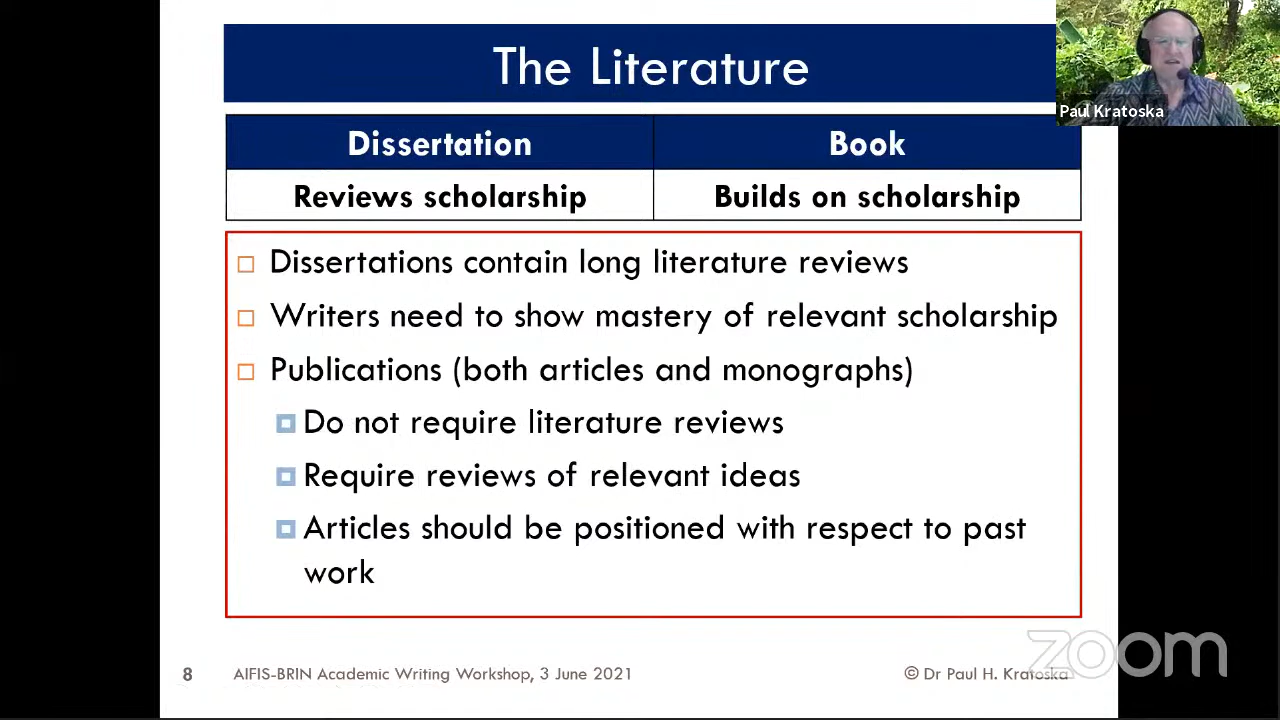 The Literature
Paul Kratoska
Dissertation Book
Reviews scholarship Builds on scholarship
Dissertations contain long literature reviews
Writers need to show mastery of relevant scholarship
Publications (both articles and monographs)
Do not require literature reviews
Require reviews of relevant ideas
Articles should be positioned with respect to past
work
8 AIFIS-BRIN Academic Writing Workshop, 3 June 2021 © Dr Paul H. Kratoska
zoom